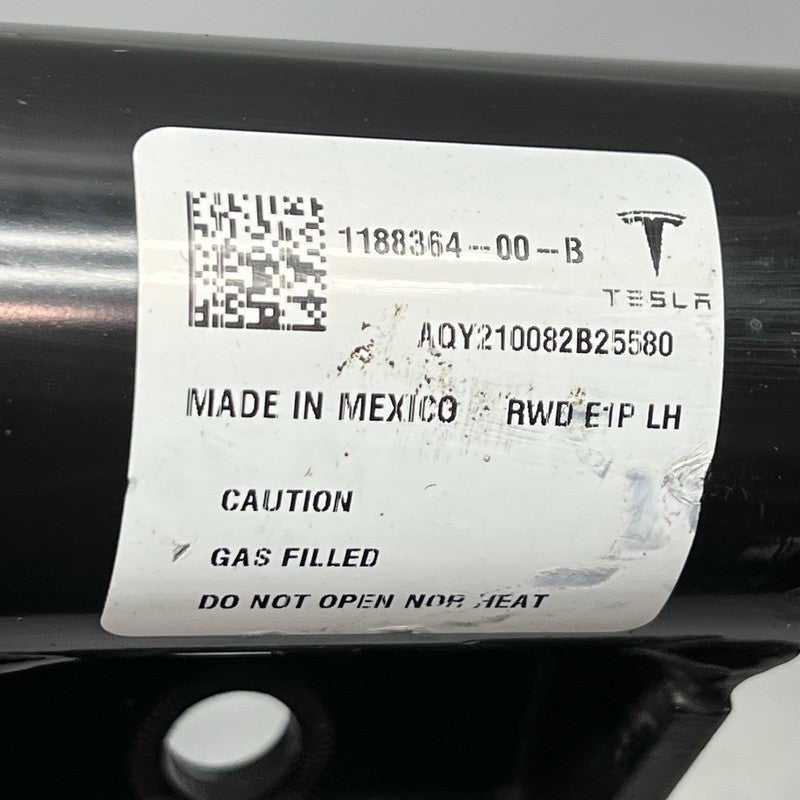 1188364-00-B
TESLA
AQY210082B25580
MADE IN MEXICO RWD E1P LH
CAUTION
GAS FILLED
DO NOT OPEN NOR HEAT